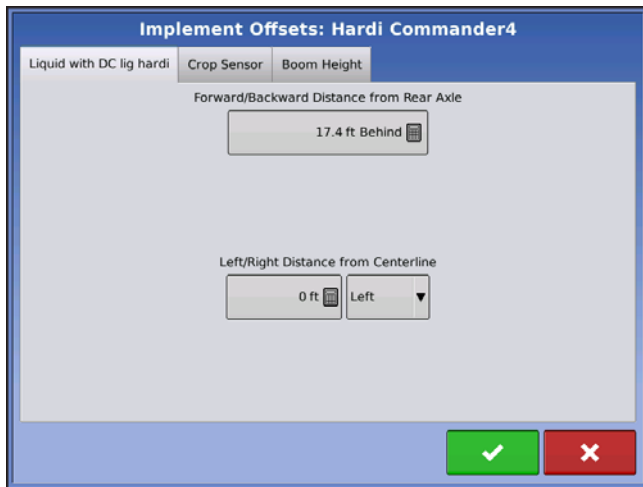 Implement Offsets: Hardi Commander4
Liquid with DC lig hardi Crop Sensor Boom Height
Forward/Backward Distance from Rear Axle
17.4 ft Behind
Left/Right Distance from Centerline
0 ft Left